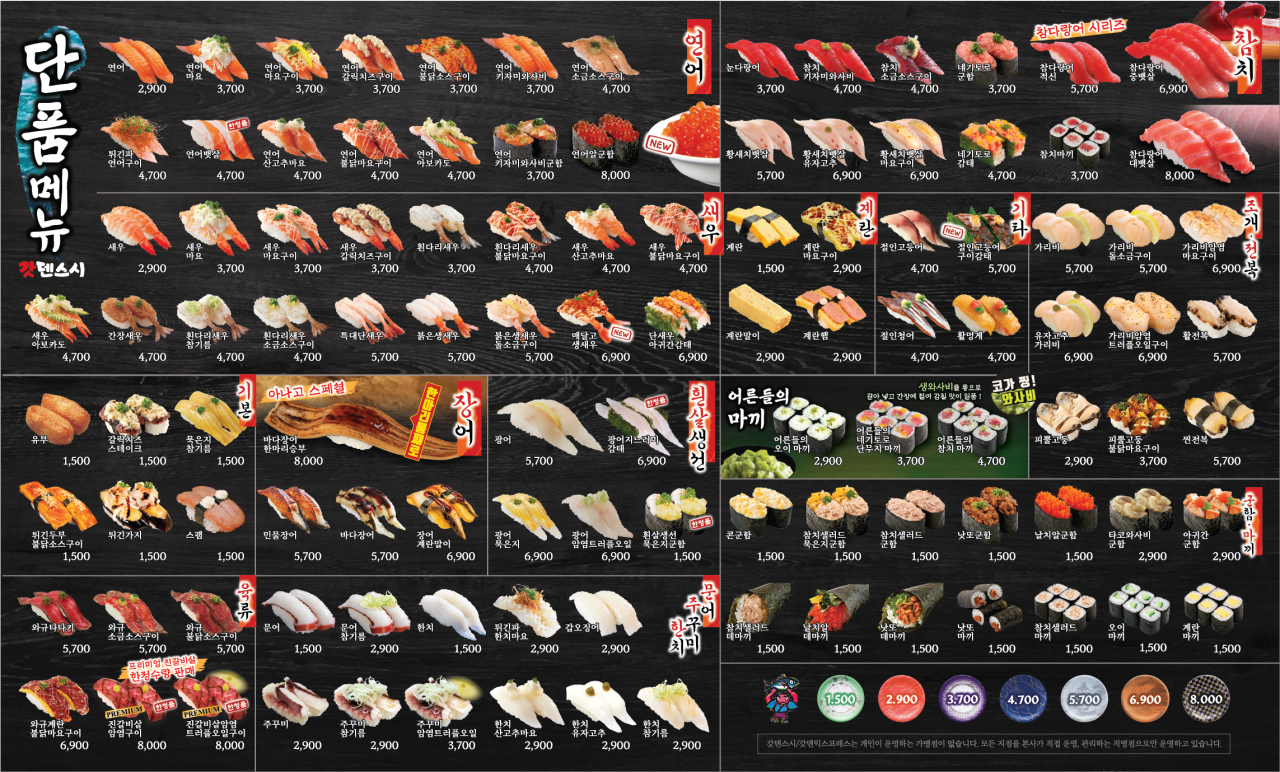 단품메뉴
갓덴스시
연어
연어
2,900
연어
마요
3,700
연어
마요구이
3,700
연어
갈릭치즈구이
3,700
연어
불닭소스구이
4,700
연어
키자미와사비
3,700
연어
소금소스구이
4,700
튀긴파
연어구이
4,700
한정품
연어뱃살
4,700
연어
산고추마요
4,700
연어
불닭마요구이
4,700
연어
아보카도
4,700
연어
키자미와사비군함
3,700
연어알군함
8,000
NEW
참치
참다랑어 시리즈
눈다랑어
3,700
참치
키자미와사비
4,700
참치
소금소스구이
4,700
네기토로
군함
3,700
참다랑어
적신
5,700
참다랑어
중뱃살
6,900
황새치뱃살
5,700
황새치뱃살
유자고추
6,900
황새치뱃살
마요구이
6,900
네기토로
감태
4,700
참치마끼
3,700
참다랑어
대뱃살
8,000
새우
새우
2,900
새우
마요
3,700
새우
마요구이
3,700
새우
갈릭치즈구이
3,700
흰다리새우
3,700
흰다리새우
불닭마요구이
4,700
새우
산고추마요
4,700
새우
불닭마요구이
4,700
새우
아보카도
4,700
간장새우
4,700
흰다리새우
참기름
4,700
흰다리새우
소금소스구이
4,700
특대단새우
5,700
붉은생새우
5,700
붉은생새우
돌소금구이
5,700
매달고
생새우
6,900
NEW
단새우
아귀간감태
6,900
계란
계란
1,500
계란
마요구이
2,900
계란말이
2,900
계란햄
2,900
기타
절인고등어
4,700
NEW
절인고등어
구이감태
5,700
절인청어
4,700
활멍게
4,700
조개·전복
가리비
5,700
가리비
돌소금구이
5,700
가리비암염
마요구이
6,900
유자고추
가리비
6,900
가리비암염
트러플오일구이
6,900
활전복
5,700
기본
유부
1,500
갈릭치즈
스테이크
1,500
묵은지
참기름
1,500
튀긴두부
불닭소스구이
1,500
튀긴가지
1,500
스팸
1,500
장어
아나고 스페셜
한마리 통째로
바다장어
한마리승부
8,000
민물장어
5,700
바다장어
5,700
장어
계란말이
6,900
흰살생선
광어
5,700
한정품
광어지느러미
감태
6,900
광어
묵은지
6,900
광어
암염트러플오일
6,900
흰살생선
묵은지군함
1,500
한정품
어른들의
마끼
생와사비를 통으로
갈아 넣고 간장에 찍어 감칠 맛이 일품!
코가 찡!
와사비
어른들의
오이 마끼
2,900
어른들의
네기토로
단무지 마끼
3,700
어른들의
참치 마끼
4,700
피뿔고둥
2,900
피뿔고둥
불닭마요구이
3,700
찐전복
5,700
군함·마끼
콘군함
1,500
참치샐러드
묵은지군함
1,500
참치샐러드
군함
1,500
낫또군함
1,500
날치알군함
1,500
타코와사비
군함
2,900
아귀간
군함
2,900
참치샐러드
데마끼
1,500
날치알
데마끼
1,500
낫또
데마끼
1,500
낫또
마끼
1,500
참치샐러드
마끼
1,500
오이
마끼
1,500
계란
마끼
1,500
육류
와규타다키
5,700
와규
소금소스구이
5,700
와규
불닭소스구이
5,700
프리미엄 진갈비살
한정수량 판매
와규계란
불닭마요구이
6,900
PREMIUM
한정품
진갈비살
암염구이
8,000
PREMIUM
한정품
진갈비살암염
트러플오일구이
8,000
문어
주꾸미
한치
문어
1,500
문어
참기름
2,900
한치
1,500
튀긴파
한치마요
2,900
갑오징어
2,900
주꾸미
2,900
주꾸미
참기름
2,900
주꾸미
암염트러플오일
3,700
한치
산고추마요
2,900
한치
유자고추
2,900
한치
참기름
2,900
1.500
2.900
3.700
4.700
5.700
6.900
8.000
갓덴스시/갓덴익스프레스는 개인이 운영하는 가맹점이 없습니다. 모든 지점을 본사가 직접 운영, 관리하는 직영점으로만 운영하고 있습니다.